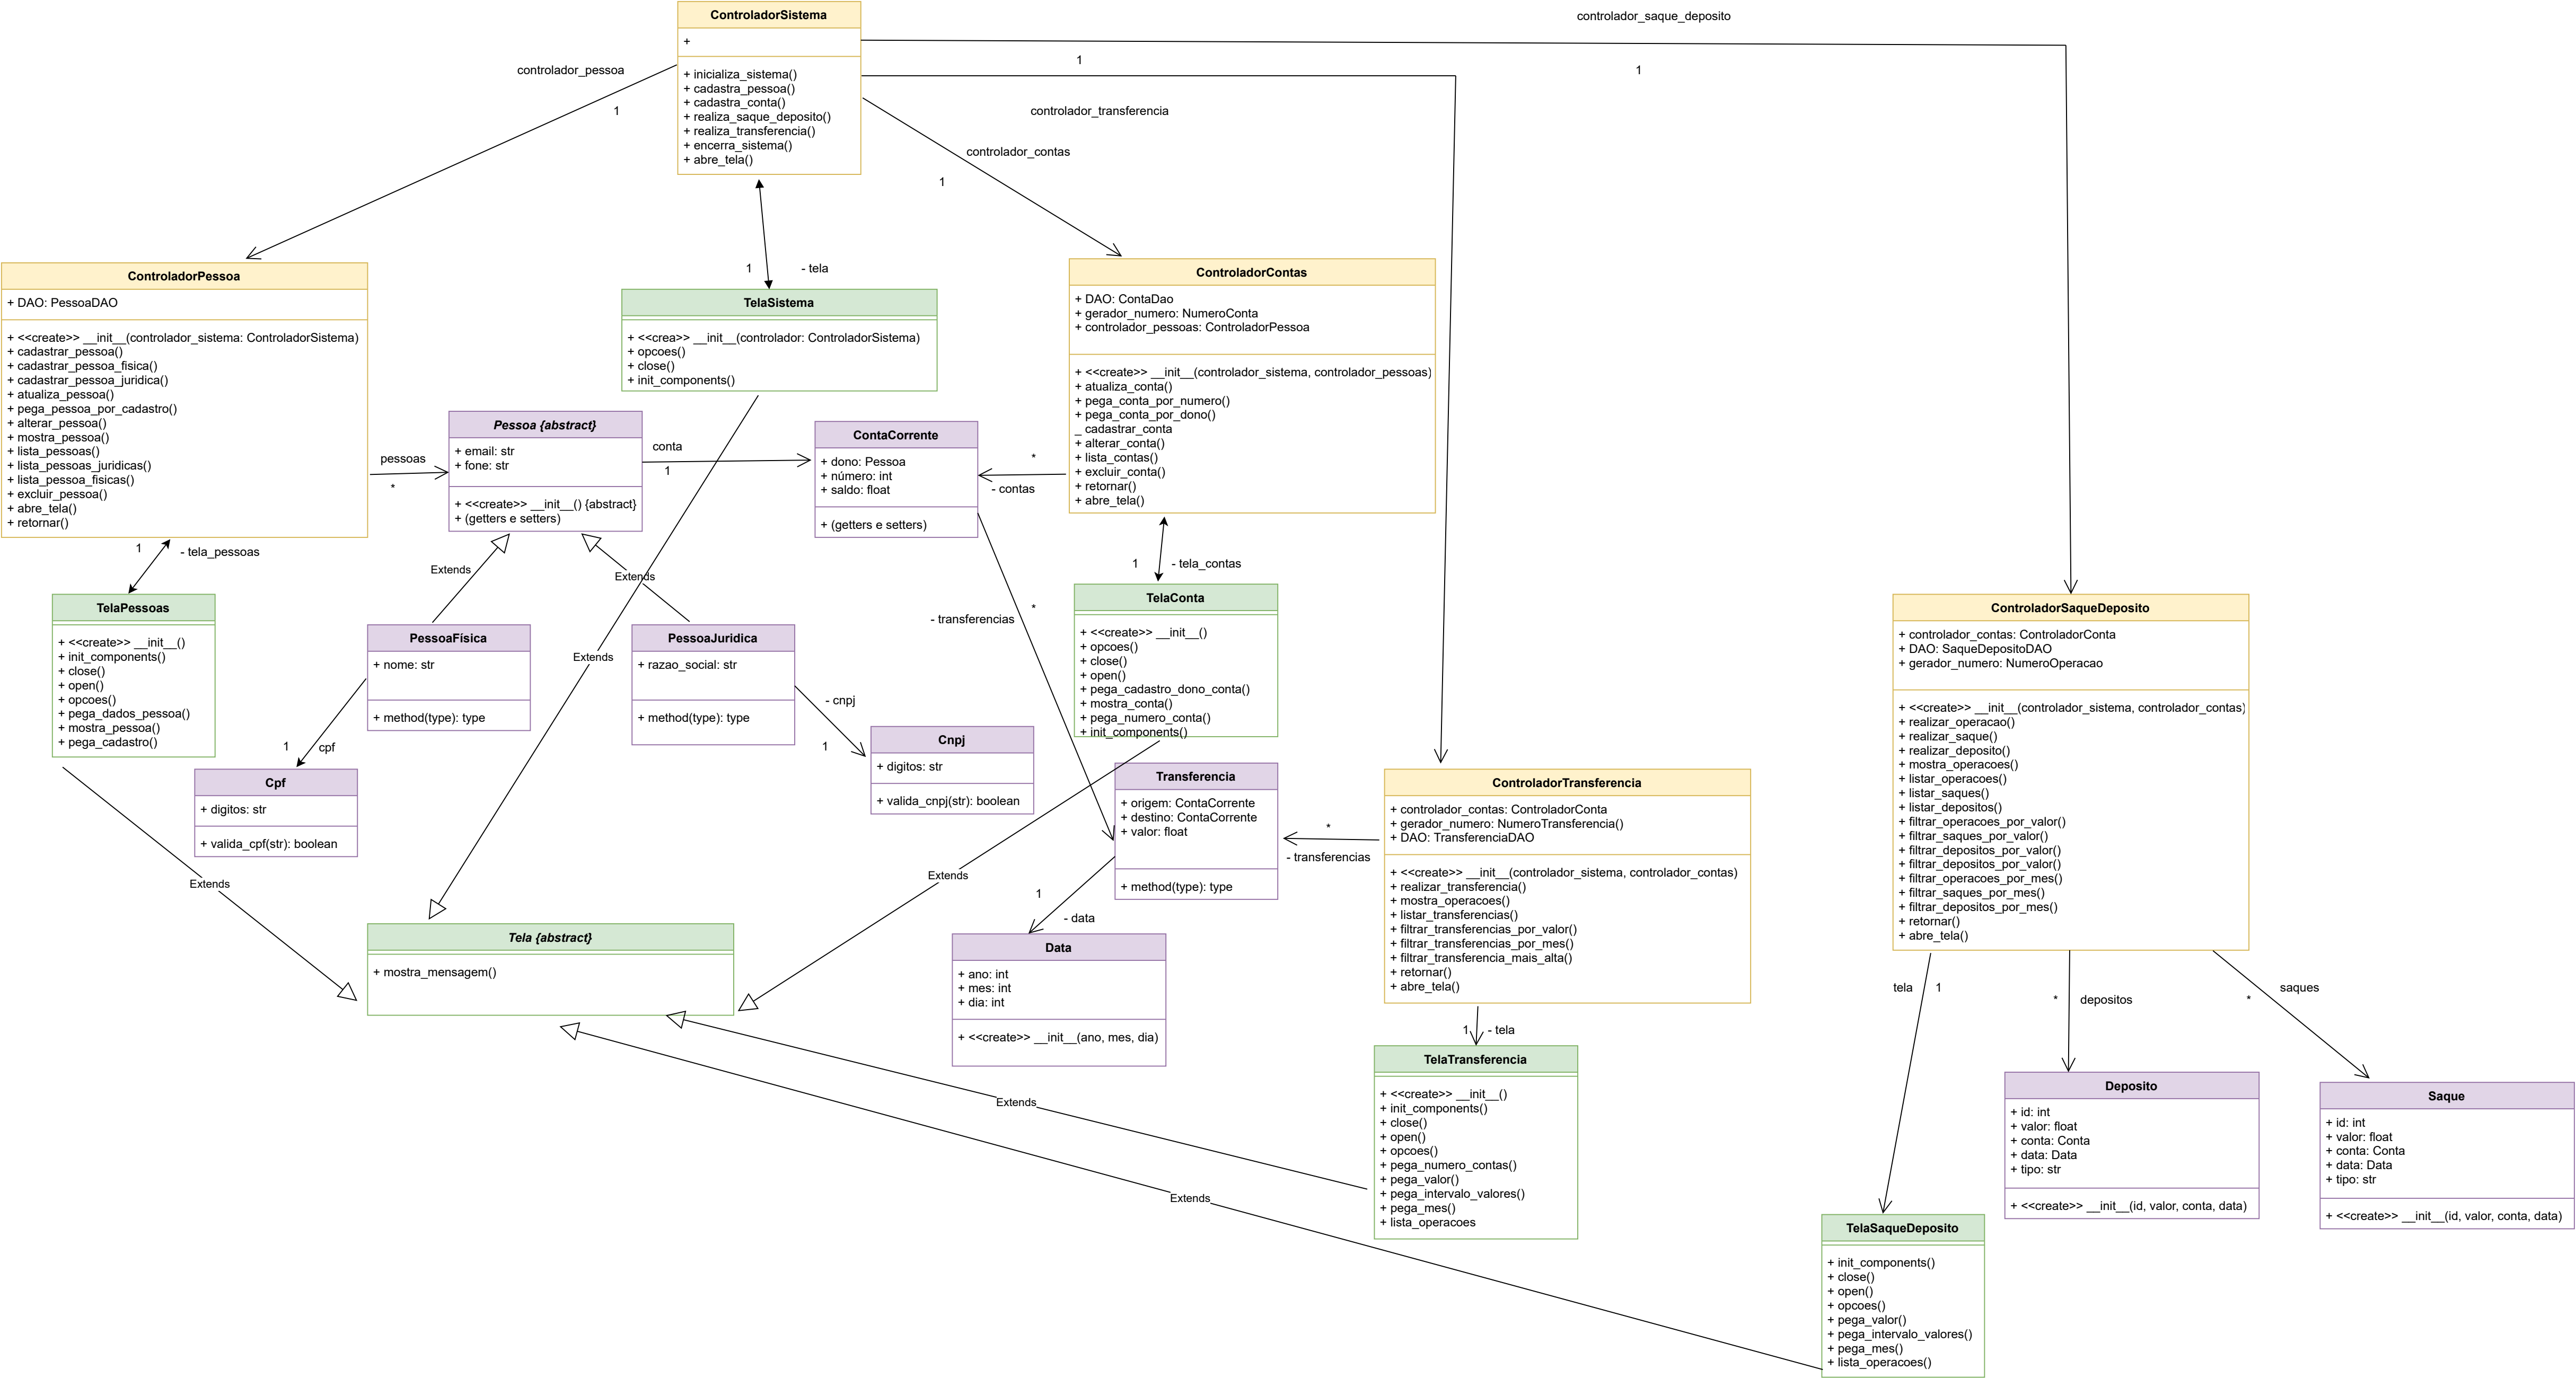 ControladorSistema
+
+ inicializa_sistema()
+ cadastra_pessoa()
+ cadastra_conta()
+ realiza_saque_deposito()
+ realiza_transferencia()
+ encerra_sistema()
+ abre_tela()
controlador_saque_deposito
1
1
controlador_pessoa
1
controlador_transferencia
controlador_contas
1
1
- tela
ControladorPessoa
+ DAO: PessoaDAO
+ <<create>> __init__(controlador_sistema: ControladorSistema)
+ cadastrar_pessoa()
+ cadastrar_pessoa_fisica()
+ cadastrar_pessoa_juridica()
+ atualiza_pessoa()
+ pega_pessoa_por_cadastro()
+ alterar_pessoa()
+ mostra_pessoa()
+ lista_pessoas()
+ lista_pessoas_juridicas()
+ lista_pessoa_fisicas()
+ excluir_pessoa()
+ abre_tela()
+ retornar()
TelaSistema
+ <<crea>> __init__(controlador: ControladorSistema)
+ opcoes()
+ close()
+ init_components()
ControladorContas
+ DAO: ContaDao
+ gerador_numero: NumeroConta
+ controlador_pessoas: ControladorPessoa
+ <<create>> __init__(controlador_sistema, controlador_pessoas)
+ atualiza_conta()
+ pega_conta_por_numero()
+ pega_conta_por_dono()
_ cadastrar_conta
+ alterar_conta()
+ lista_contas()
+ excluir_conta()
+ retornar()
+ abre_tela()
pessoas
*
Pessoa {abstract}
+ email: str
+ fone: str
+ <<create>> __init__() {abstract}
+ (getters e setters)
conta
1
ContaCorrente
+ dono: Pessoa
+ número: int
+ saldo: float
+ (getters e setters)
*
- contas
1
- tela_pessoas
Extends
Extends
Extends
1
- tela_contas
- transferencias
*
TelaPessoas
+ <<create>> __init__()
+ init_components()
+ close()
+ open()
+ opcoes()
+ pega_dados_pessoa()
+ mostra_pessoa()
+ pega_cadastro()
PessoaFísica
+ nome: str
+ method(type): type
PessoaJuridica
+ razao_social: str
+ method(type): type
TelaConta
+ <<create>> __init__()
+ opcoes()
+ close()
+ open()
+ pega_cadastro_dono_conta()
+ mostra_conta()
+ pega_numero_conta()
+ init_components()
ControladorSaqueDeposito
+ controlador_contas: ControladorConta
+ DAO: SaqueDepositoDAO
+ gerador_numero: NumeroOperacao
+ <<create>> __init__(controlador_sistema, controlador_contas)
+ realizar_operacao()
+ realizar_saque()
+ realizar_deposito()
+ mostra_operacoes()
+ listar_operacoes()
+ listar_saques()
+ listar_depositos()
+ filtrar_operacoes_por_valor()
+ filtrar_saques_por_valor()
+ filtrar_depositos_por_valor()
+ filtrar_depositos_por_valor()
+ filtrar_operacoes_por_mes()
+ filtrar_saques_por_mes()
+ filtrar_depositos_por_mes()
+ retornar()
+ abre_tela()
1
cpf
- cnpj
1
Cpf
+ digitos: str
+ valida_cpf(str): boolean
Cnpj
+ digitos: str
+ valida_cnpj(str): boolean
Transferencia
+ origem: ContaCorrente
+ destino: ContaCorrente
+ valor: float
+ method(type): type
*
- transferencias
ControladorTransferencia
+ controlador_contas: ControladorConta
+ gerador_numero: NumeroTransferencia()
+ DAO: TransferenciaDAO
+ <<create>> __init__(controlador_sistema, controlador_contas)
+ realizar_transferencia()
+ mostra_operacoes()
+ listar_transferencias()
+ filtrar_transferencias_por_valor()
+ filtrar_transferencias_por_mes()
+ filtrar_transferencia_mais_alta()
+ retornar()
+ abre_tela()
Extends
Extends
1
- data
Tela {abstract}
+ mostra_mensagem()
Data
+ ano: int
+ mes: int
+ dia: int
+ <<create>> __init__(ano, mes, dia)
1
- tela
tela
1
*
depositos
*
saques
TelaTransferencia
+ <<create>> __init__()
+ init_components()
+ close()
+ open()
+ opcoes()
+ pega_numero_contas()
+ pega_valor()
+ pega_intervalo_valores()
+ pega_mes()
+ lista_operacoes
Extends
Extends
Deposito
+ id: int
+ valor: float
+ conta: Conta
+ data: Data
+ tipo: str
+ <<create>> __init__(id, valor, conta, data)
Saque
+ id: int
+ valor: float
+ conta: Conta
+ data: Data
+ tipo: str
+ <<create>> __init__(id, valor, conta, data)
TelaSaqueDeposito
+ init_components()
+ close()
+ open()
+ opcoes()
+ pega_valor()
+ pega_intervalo_valores()
+ pega_mes()
+ lista_operacoes()